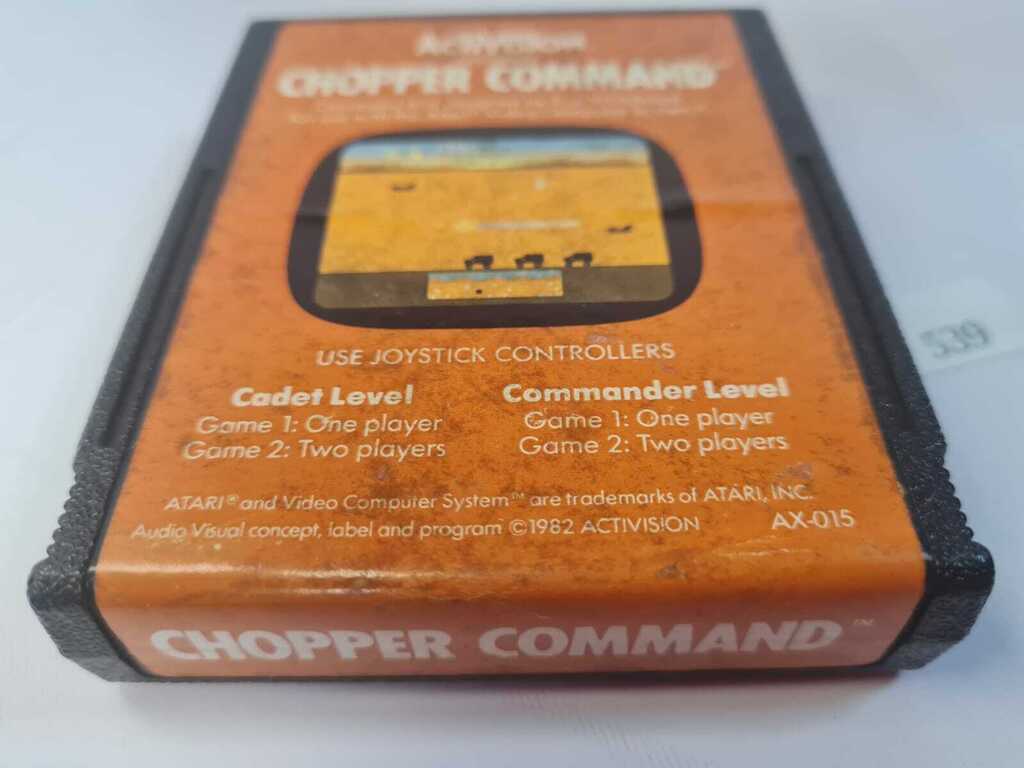 ACTIVISION
CHOPPER COMMAND™
USE JOYSTICK CONTROLLERS
Cadet Level
Game 1: One player
Game 2: Two players
Commander Level
Game 1: One player
Game 2: Two players
ATARI® and Video Computer System™ are trademarks of ATARI, INC.
Audio Visual concept, label and program ©1982 ACTIVISION
AX-015
CHOPPER COMMAND™
539